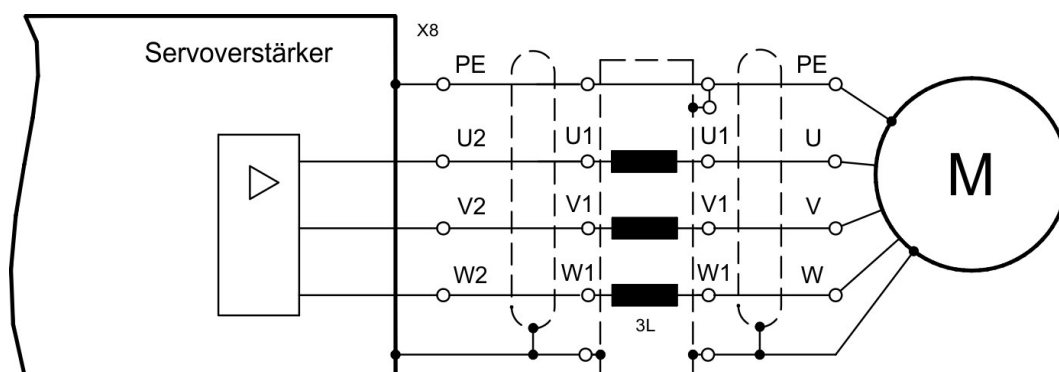 X8
Servoverstärker
PE PE
U2 U1 U1 U
V2 V1 V1 V
M
W2 W1 W1 W
3L